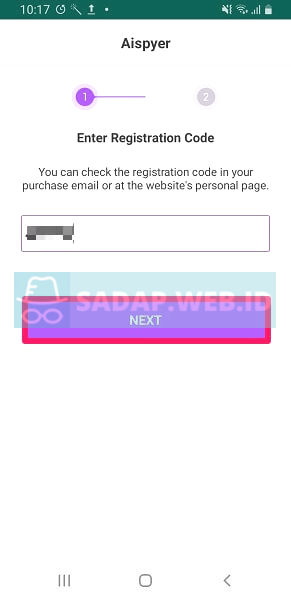 10:17
Aispyer
1
2
Enter Registration Code
You can check the registration code in your
purchase email or at the website's personal page.
SADAP.WEB.ID
NEXT